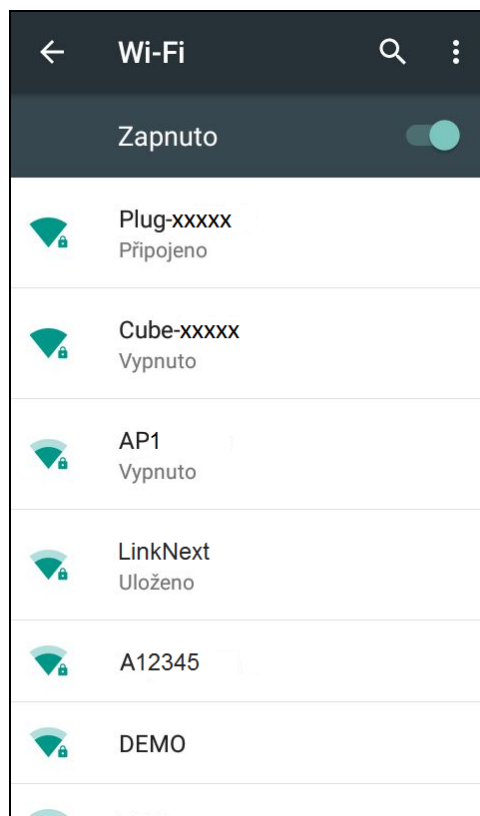 Wi-Fi
Zapnuto
Plug-xxxxx
Připojeno
Cube-xxxxx
Vypnuto
AP1
Vypnuto
LinkNext
Uloženo
A12345
DEMO